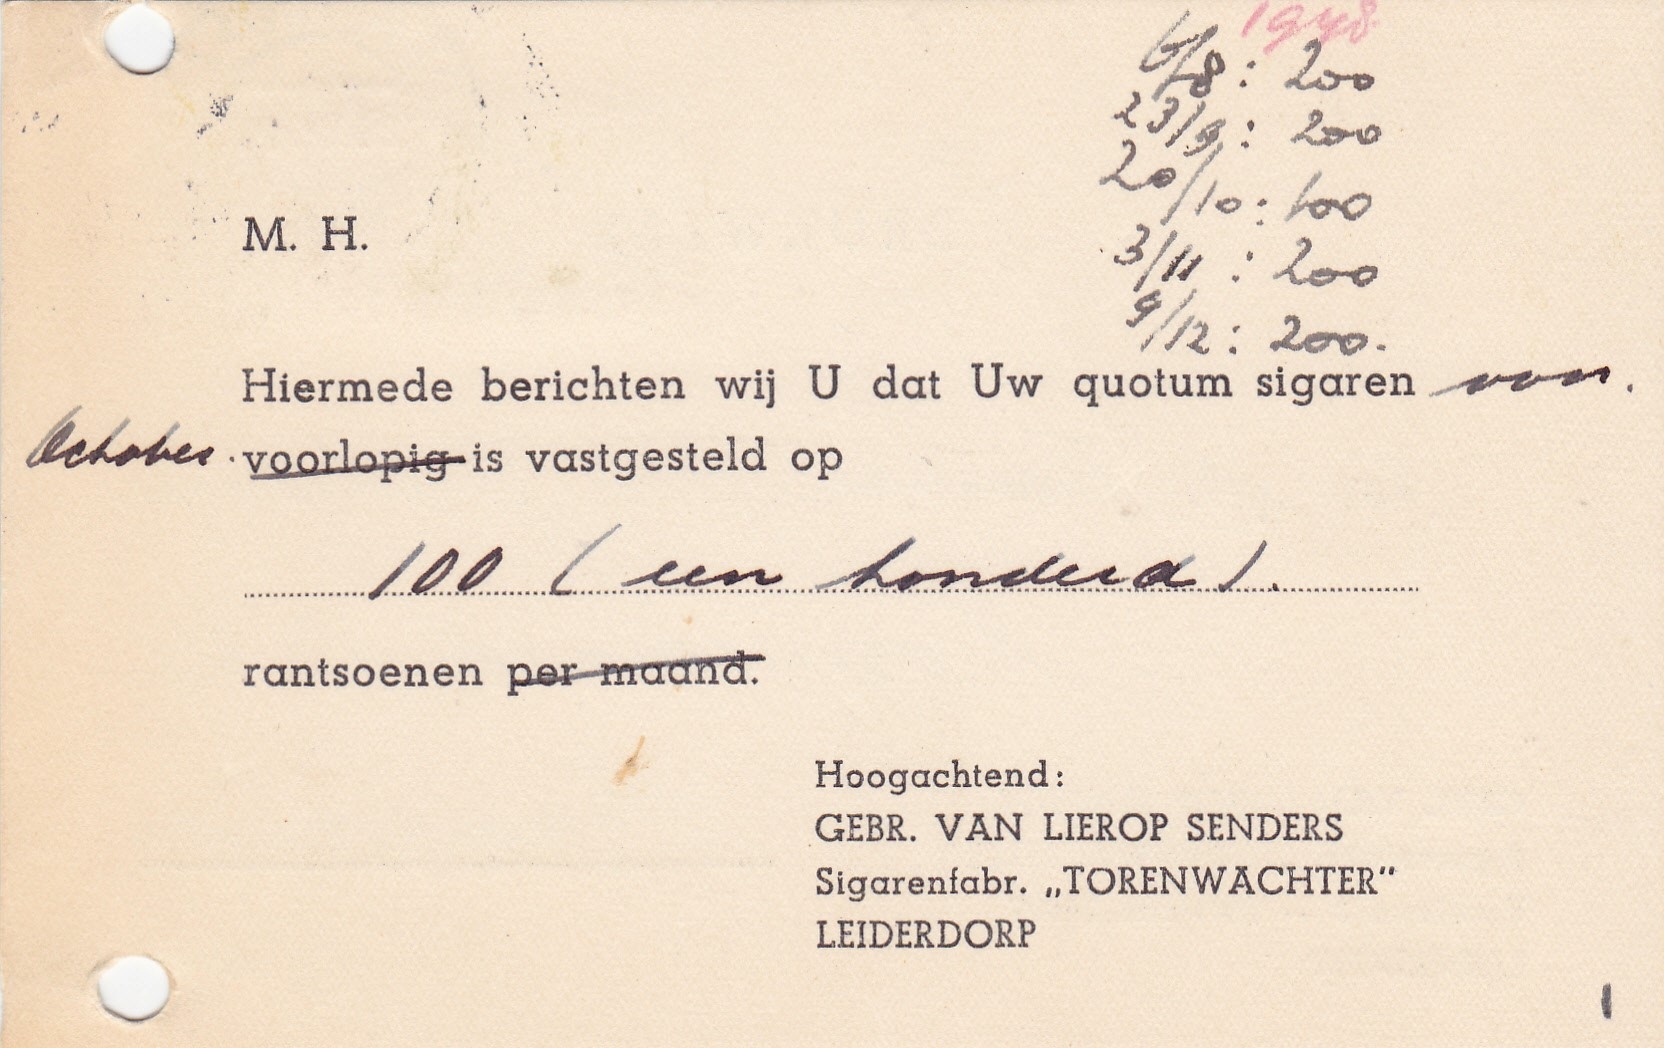 1948
6/8 : 200
23/9 : 200
20/10 : 100
3/11 : 200
9/12 : 200.
M. H.
Hiermede berichten wij U dat Uw quotum sigaren voor
October voorlopig is vastgesteld op
100 ( een honderd ).
rantsoenen per maand.
Hoogachtend:
GEBR. VAN LIEROP SENDERS
Sigarenfabr. „TORENWACHTER”
LEIDERDORP